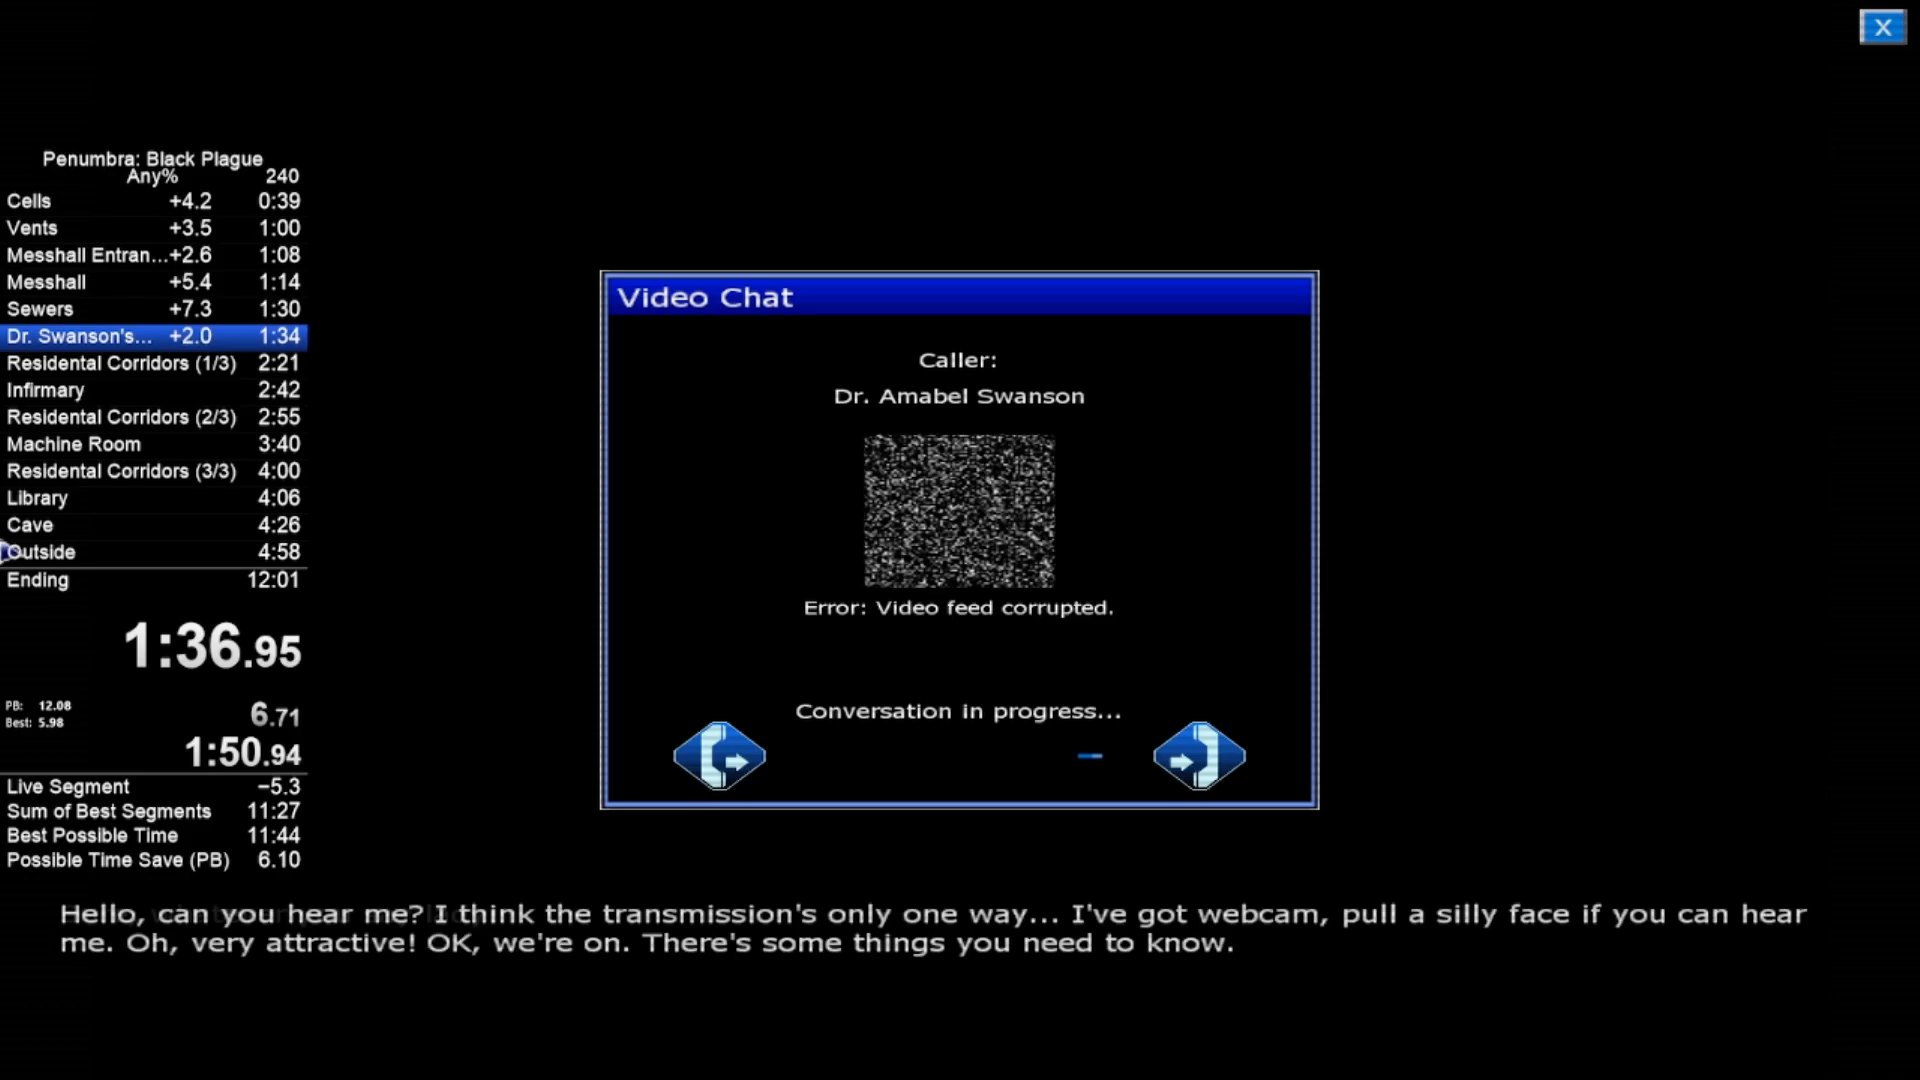 X
Penumbra: Black Plague
Any% 240
Cells +4.2 0:39
Vents +3.5 1:00
Messhall Entran... +2.6 1:08
Messhall +5.4 1:14
Sewers +7.3 1:30
Dr. Swanson's... +2.0 1:34
Residental Corridors (1/3) 2:21
Infirmary 2:42
Residental Corridors (2/3) 2:55
Machine Room 3:40
Residental Corridors (3/3) 4:00
Library 4:06
Cave 4:26
Outside 4:58
Ending 12:01
1:36.95
PB: 12.08
Best: 5.98
6.71
1:50.94
Live Segment −5.3
Sum of Best Segments 11:27
Best Possible Time 11:44
Possible Time Save (PB) 6.10
Video Chat
Caller:
Dr. Amabel Swanson
Error: Video feed corrupted.
Conversation in progress...
Hello, can you hear me? I think the transmission's only one way... I've got webcam, pull a silly face if you can hear
me. Oh, very attractive! OK, we're on. There's some things you need to know.